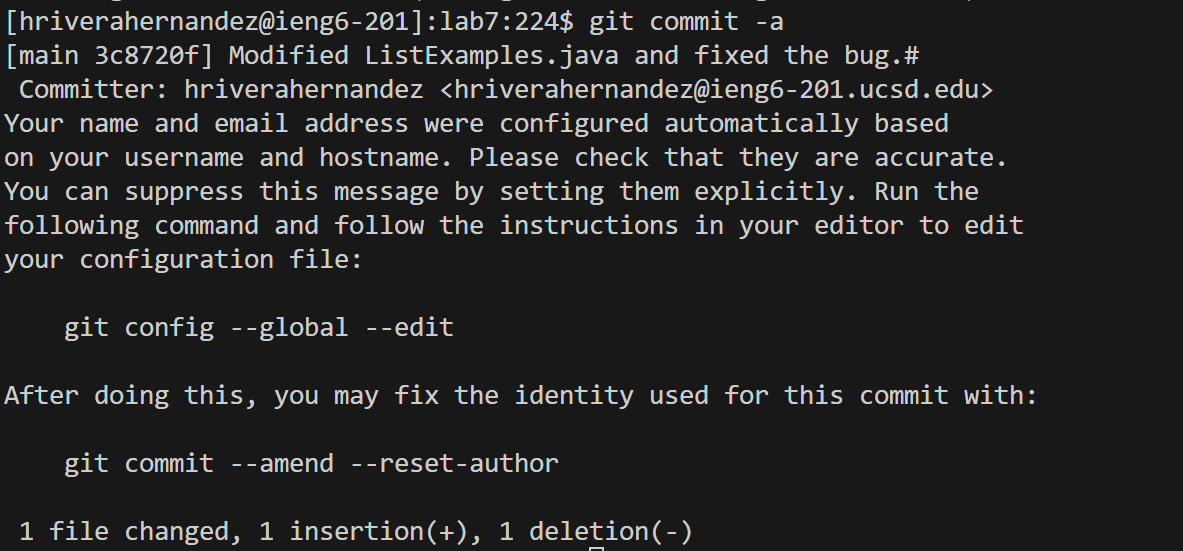 [hriverahernandez@ieng6-201]:lab7:224$ git commit -a
[main 3c8720f] Modified ListExamples.java and fixed the bug.#
 Committer: hriverahernandez <hriverahernandez@ieng6-201.ucsd.edu>
Your name and email address were configured automatically based
on your username and hostname. Please check that they are accurate.
You can suppress this message by setting them explicitly. Run the
following command and follow the instructions in your editor to edit
your configuration file:

    git config --global --edit

After doing this, you may fix the identity used for this commit with:

    git commit --amend --reset-author

 1 file changed, 1 insertion(+), 1 deletion(-)